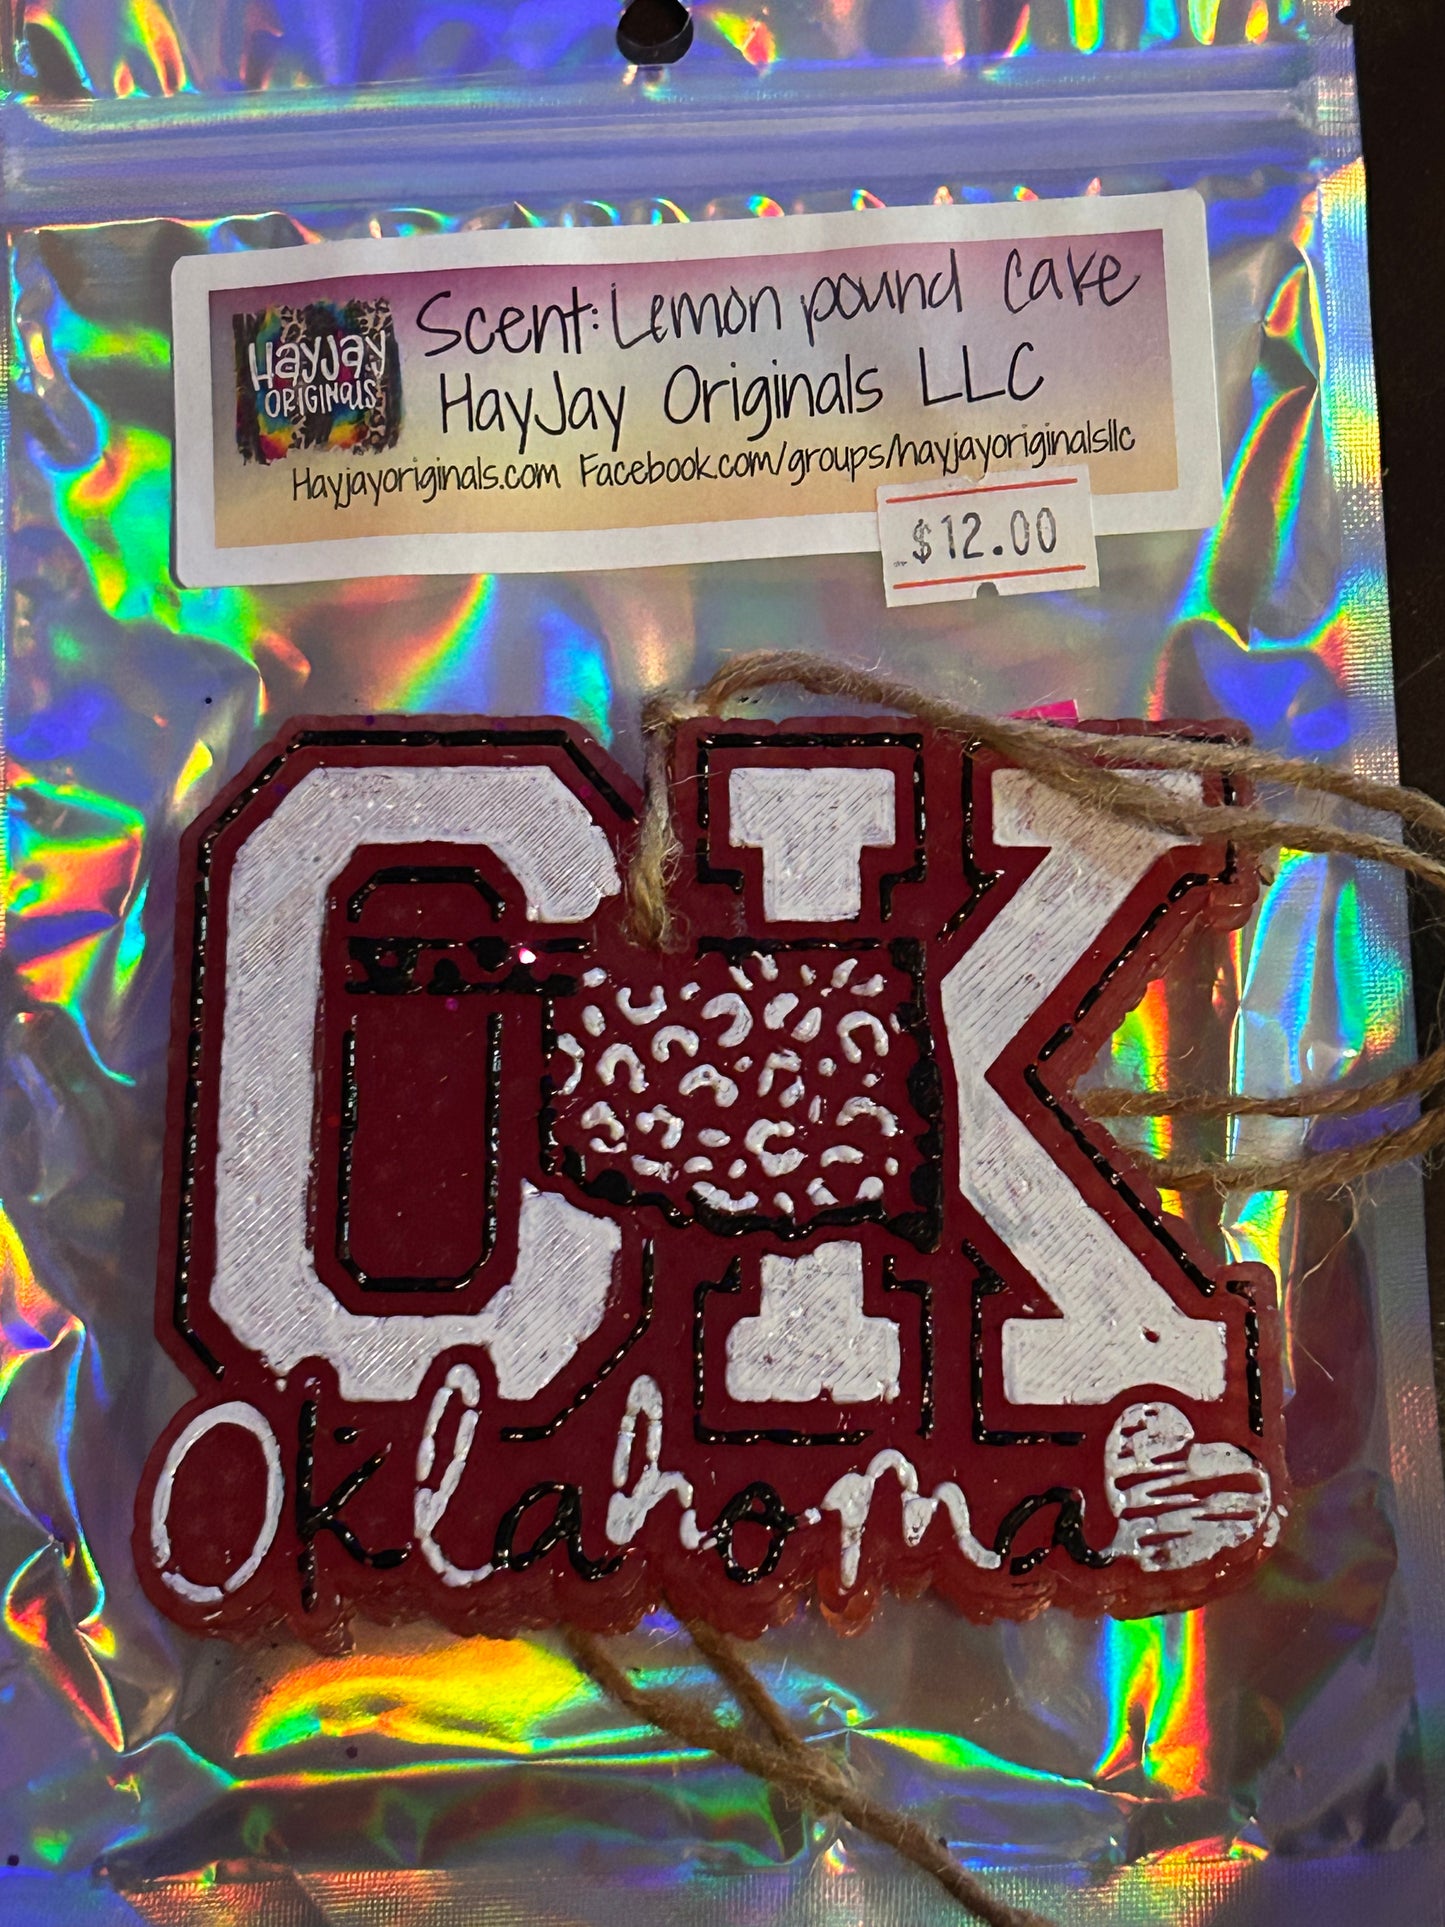 HayJay
ORIGINALS
Scent: Lemon pound cake
HayJay Originals LLC
Hayjayoriginals.com Facebook.com/groups/hayjayoriginalsllc
$12.00
OK
Oklahoma